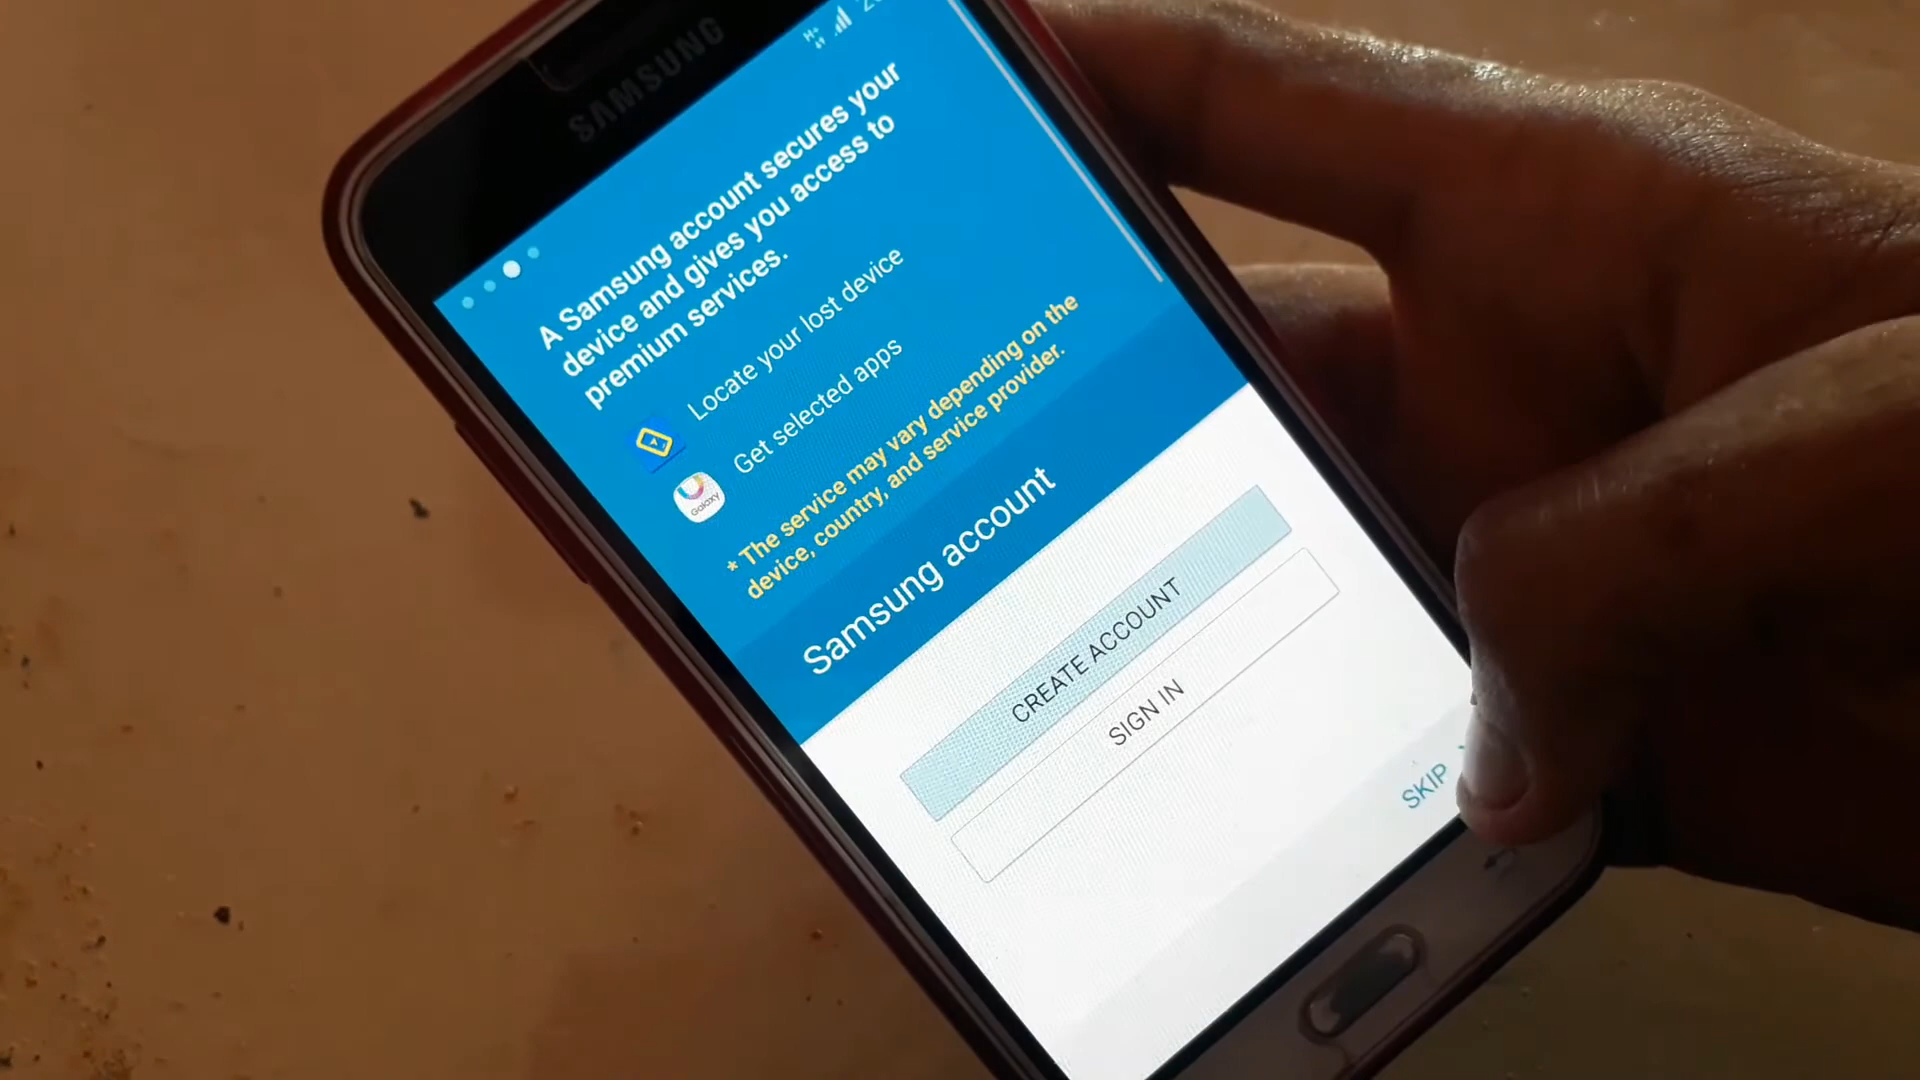 SAMSUNG
H+
A Samsung account secures your
device and gives you access to
premium services.
Locate your lost device
Get selected apps
GALAXY
* The service may vary depending on the
device, country, and service provider.
Samsung account
CREATE ACCOUNT
SIGN IN
SKIP